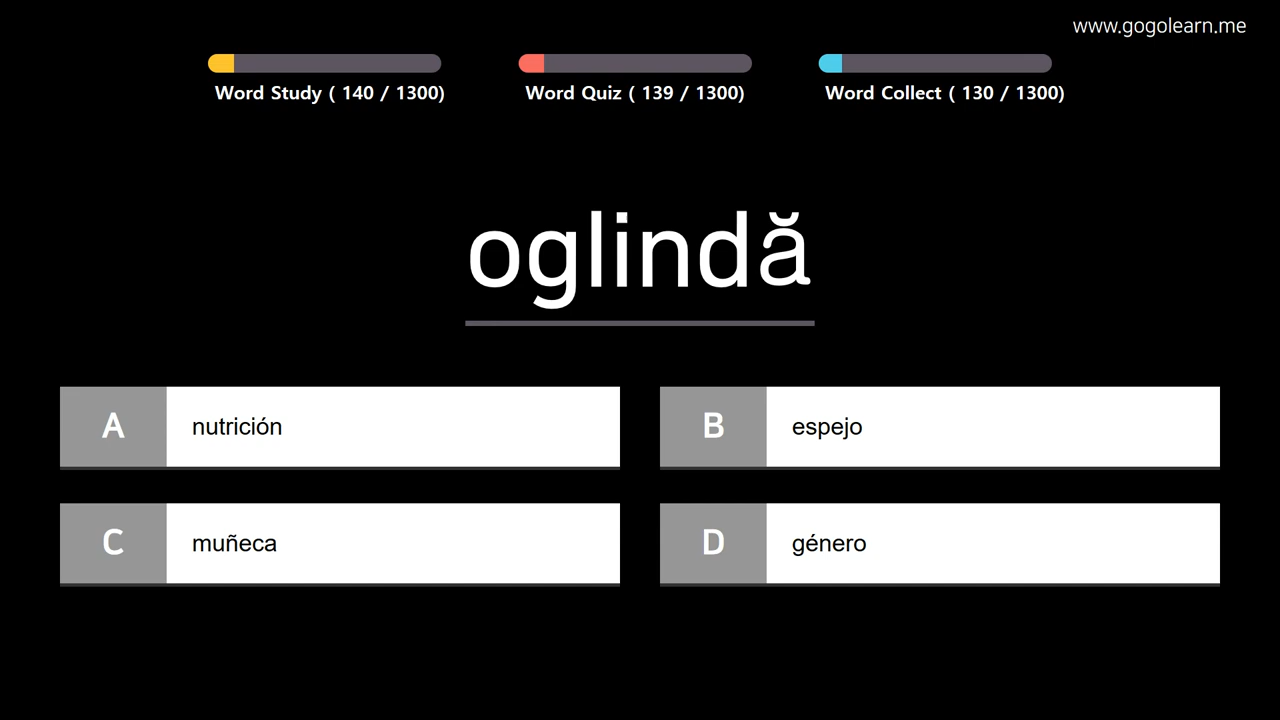 www.gogolearn.me
Word Study ( 140 / 1300)
Word Quiz ( 139 / 1300)
Word Collect ( 130 / 1300)
oglindă
A nutrición
B espejo
C muñeca
D género